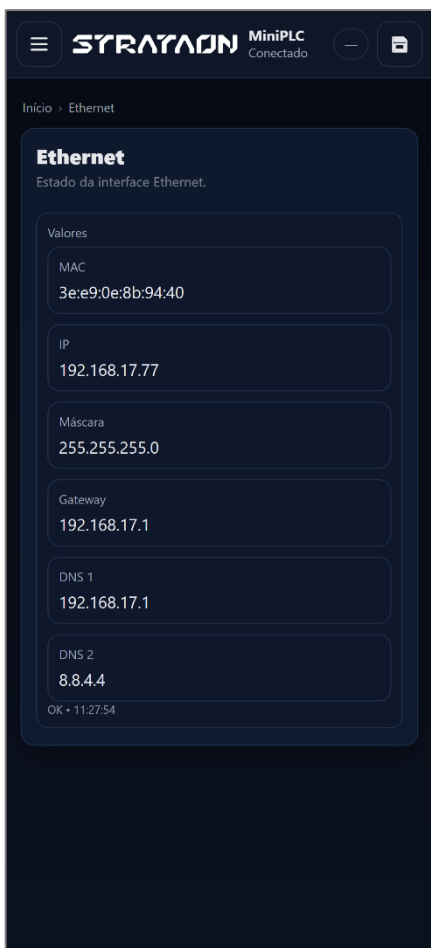 STRATAON
MiniPLC
Conectado
Início › Ethernet
Ethernet
Estado da interface Ethernet.
Valores
MAC
3e:e9:0e:8b:94:40
IP
192.168.17.77
Máscara
255.255.255.0
Gateway
192.168.17.1
DNS 1
192.168.17.1
DNS 2
8.8.4.4
OK • 11:27:54